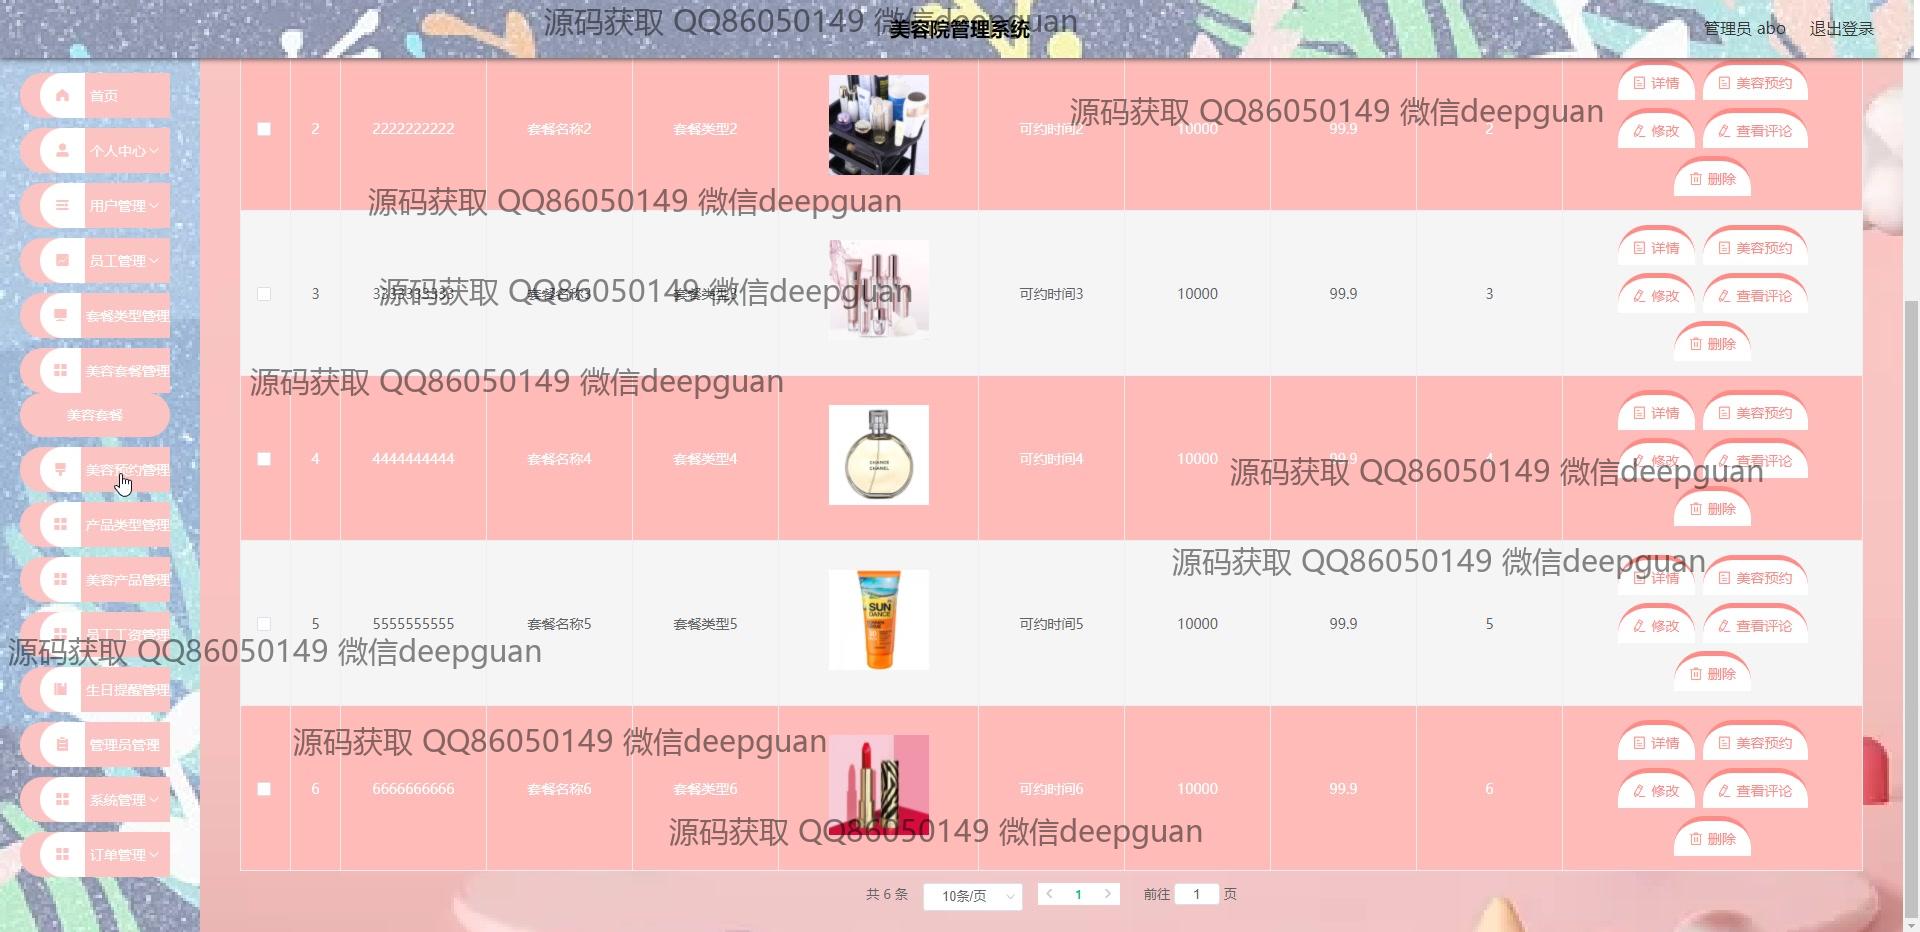 源码获取 QQ86050149 微信deepguan
美容院管理系统
管理员 abo
退出登录
首页
个人中心
用户管理
员工管理
套餐类型管理
美容套餐管理
美容套餐
美容预约管理
产品类型管理
美容产品管理
员工工资管理
生日提醒管理
管理员管理
系统管理
订单管理
2 2222222222 套餐名称2 套餐类型2 可约时间2 10000 99.9 2
详情 美容预约
修改 查看评论
删除
源码获取 QQ86050149 微信deepguan
源码获取 QQ86050149 微信deepguan
3 3333333333 套餐名称3 套餐类型3 可约时间3 10000 99.9 3
详情 美容预约
修改 查看评论
删除
源码获取 QQ86050149 微信deepguan
源码获取 QQ86050149 微信deepguan
4 4444444444 套餐名称4 套餐类型4 可约时间4 10000 99.9 4
CHANCE
CHANEL
详情 美容预约
修改 查看评论
删除
源码获取 QQ86050149 微信deepguan
源码获取 QQ86050149 微信deepguan
5 5555555555 套餐名称5 套餐类型5 可约时间5 10000 99.9 5
SUN
DANCE
详情 美容预约
修改 查看评论
删除
源码获取 QQ86050149 微信deepguan
源码获取 QQ86050149 微信deepguan
6 6666666666 套餐名称6 套餐类型6 可约时间6 10000 99.9 6
详情 美容预约
修改 查看评论
删除
源码获取 QQ86050149 微信deepguan
共 6 条 10条/页 1 前往 1 页